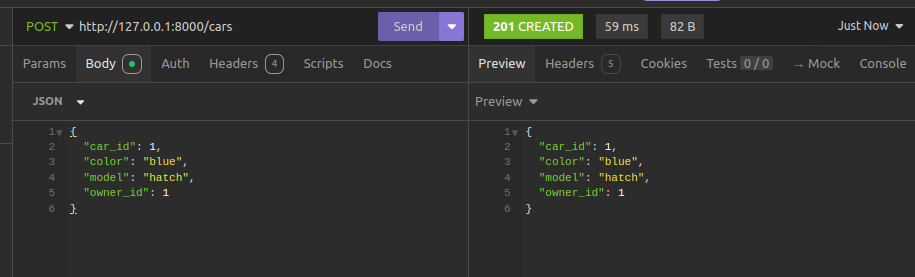 POST http://127.0.0.1:8000/cars Send 201 CREATED 59 ms 82 B Just Now
Params Body Auth Headers 4 Scripts Docs Preview Headers 5 Cookies Tests 0 / 0 → Mock Console
JSON Preview
1 { 1 {
2 "car_id": 1, 2 "car_id": 1,
3 "color": "blue", 3 "color": "blue",
4 "model": "hatch", 4 "model": "hatch",
5 "owner_id": 1 5 "owner_id": 1
6 } 6 }